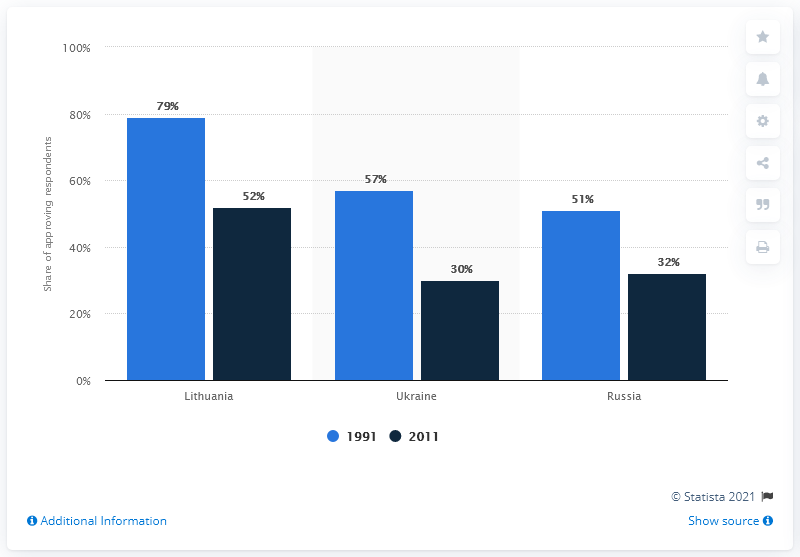 Share of approving respondents
100%
80%
60%
40%
20%
0%
79%
52%
57%
30%
51%
32%
Lithuania
Ukraine
Russia
1991
2011
© Statista 2021
Additional Information
Show source